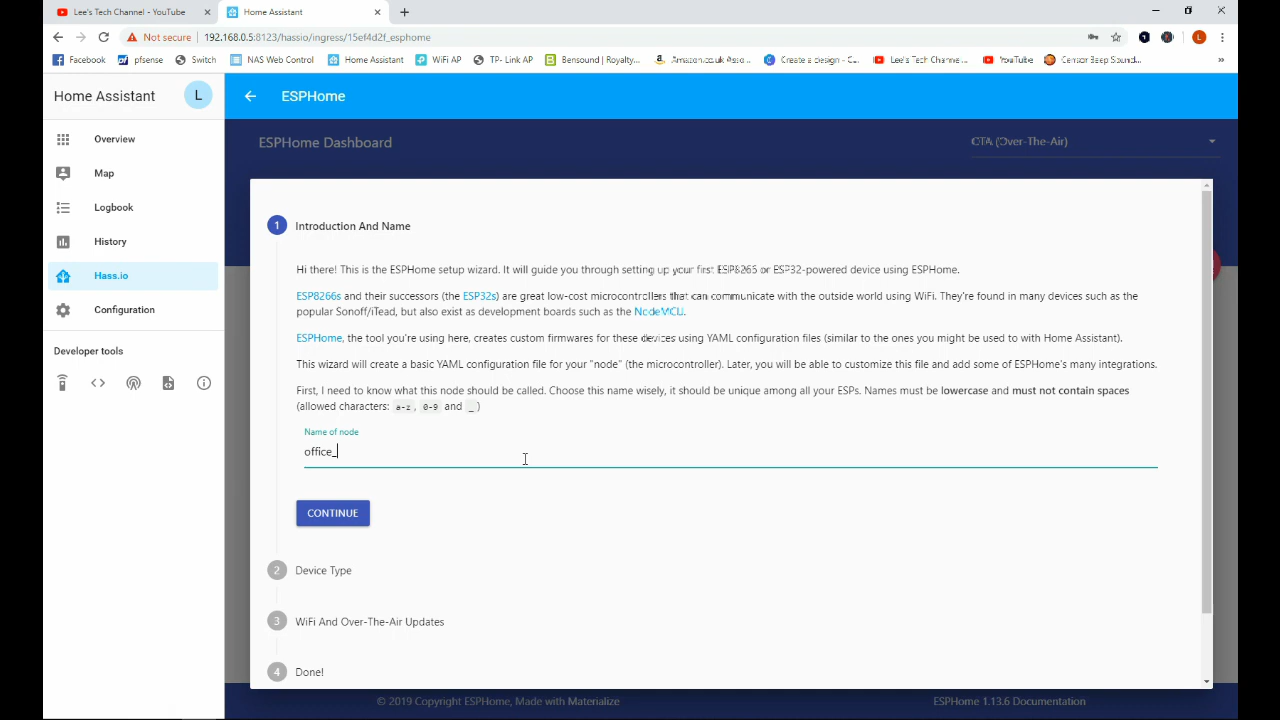 Lee's Tech Channel - YouTube
Home Assistant
Not secure
192.168.0.5:8123/hassio/ingress/15ef4d2f_esphome
L
Facebook
pfsense
Switch
NAS Web Control
Home Assistant
WiFi AP
TP- Link AP
Bensound | Royalty...
Amazon.co.uk
Create a design - C...
Lee's Tech Channe...
YouTube
Censor Beep Sound...
»
Home Assistant
L
ESPHome
Overview
ESPHome Dashboard
OTA (Over-The-Air)
Map
Logbook
History
Hass.io
Configuration
Developer tools
1
Introduction And Name
Hi there! This is the ESPHome setup wizard. It will guide you through setting up your first ESP8266 or ESP32-powered device using ESPHome.
ESP8266s and their successors (the ESP32s) are great low-cost microcontrollers that can communicate with the outside world using WiFi. They're found in many devices such as the
popular Sonoff/iTead, but also exist as development boards such as the NodeMCU.
ESPHome, the tool you're using here, creates custom firmwares for these devices using YAML configuration files (similar to the ones you might be used to with Home Assistant).
This wizard will create a basic YAML configuration file for your "node" (the microcontroller). Later, you will be able to customize this file and add some of ESPHome's many integrations.
First, I need to know what this node should be called. Choose this name wisely, it should be unique among all your ESPs. Names must be lowercase and must not contain spaces
(allowed characters: a-z, 0-9 and _ )
Name of node
office_
CONTINUE
2
Device Type
3
WiFi And Over-The-Air Updates
4
Done!
© 2019 Copyright ESPHome, Made with Materialize
ESPHome 1.13.6 Documentation